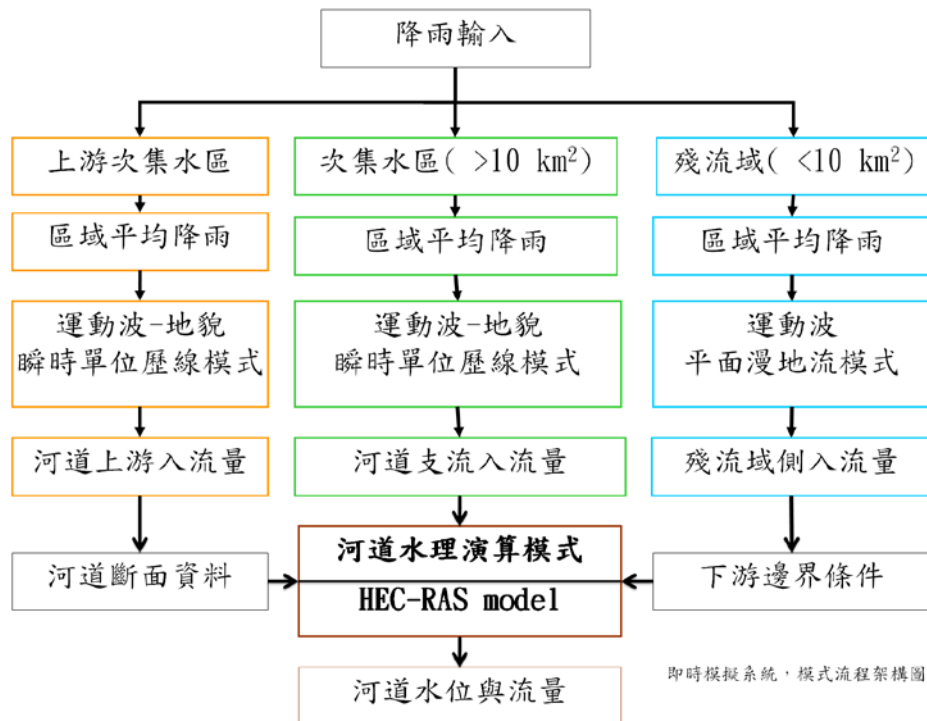 降雨輸入
上游次集水區
次集水區( >10 km²)
殘流域( <10 km²)
區域平均降雨
區域平均降雨
區域平均降雨
運動波-地貌
瞬時單位歷線模式
運動波-地貌
瞬時單位歷線模式
運動波
平面漫地流模式
河道上游入流量
河道支流入流量
殘流域側入流量
河道斷面資料
河道水理演算模式
HEC-RAS model
下游邊界條件
河道水位與流量
即時模擬系統，模式流程架構圖